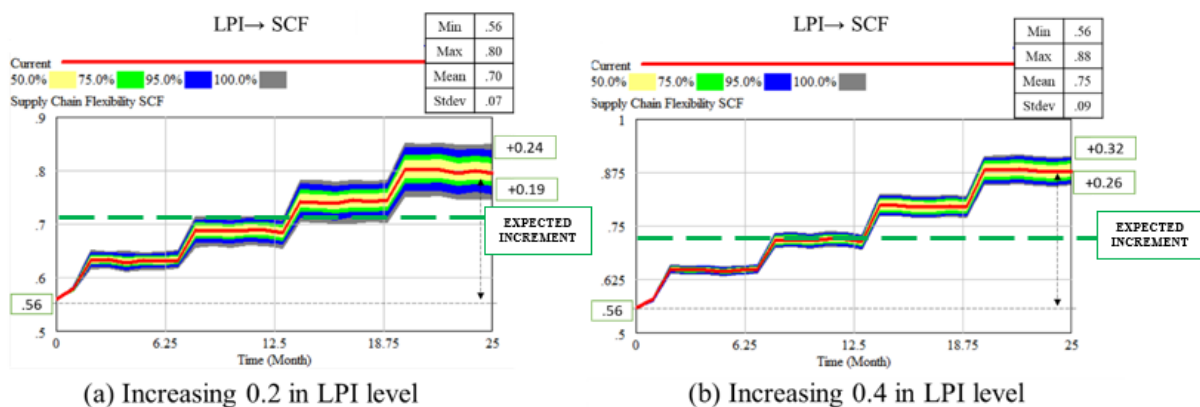 LPI→ SCF
Min .56
Max .80
Mean .70
Stdev .07
Current
50.0% 75.0% 95.0% 100.0%
Supply Chain Flexibility SCF
.9
.8
.7
.6
.5
.56
+0.24
+0.19
EXPECTED
INCREMENT
0 6.25 12.5 18.75 25
Time (Month)
(a) Increasing 0.2 in LPI level
LPI→ SCF
Min .56
Max .88
Mean .75
Stdev .09
Current
50.0% 75.0% 95.0% 100.0%
Supply Chain Flexibility SCF
1
.875
.75
.625
.5
.56
+0.32
+0.26
EXPECTED
INCREMENT
0 6.25 12.5 18.75 25
Time (Month)
(b) Increasing 0.4 in LPI level